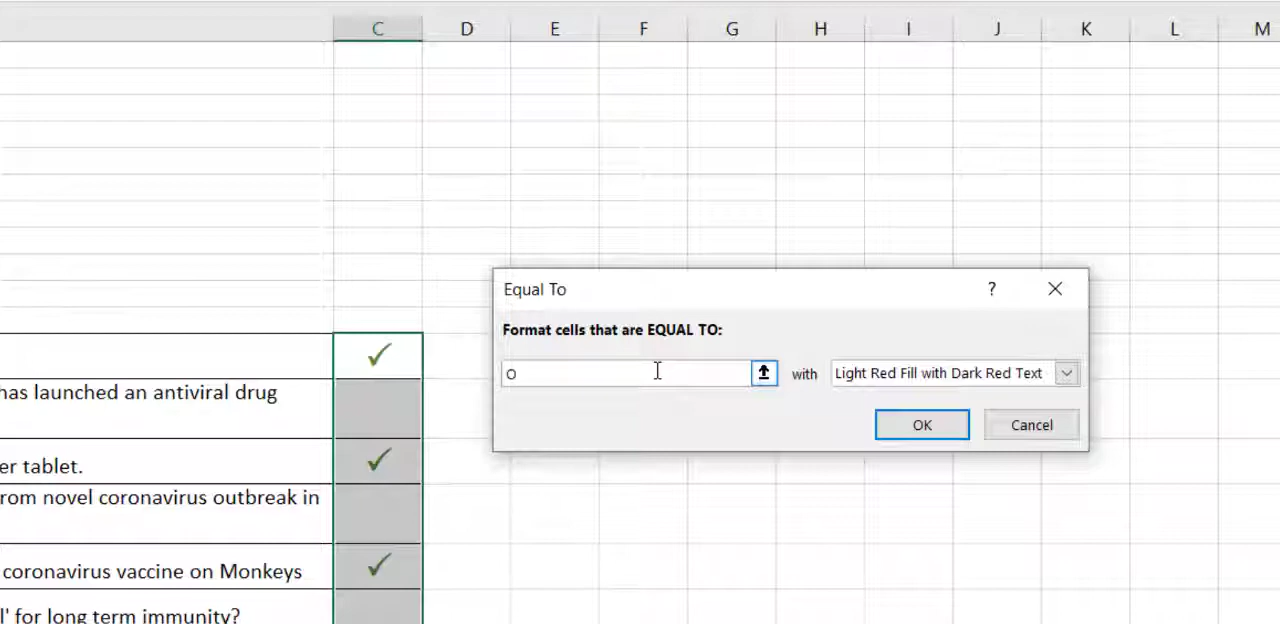 C D E F G H I J K L M
Equal To ?
Format cells that are EQUAL TO:
O with Light Red Fill with Dark Red Text
OK Cancel
✓
has launched an antiviral drug
er tablet. ✓
rom novel coronavirus outbreak in
coronavirus vaccine on Monkeys ✓
l' for long term immunity?